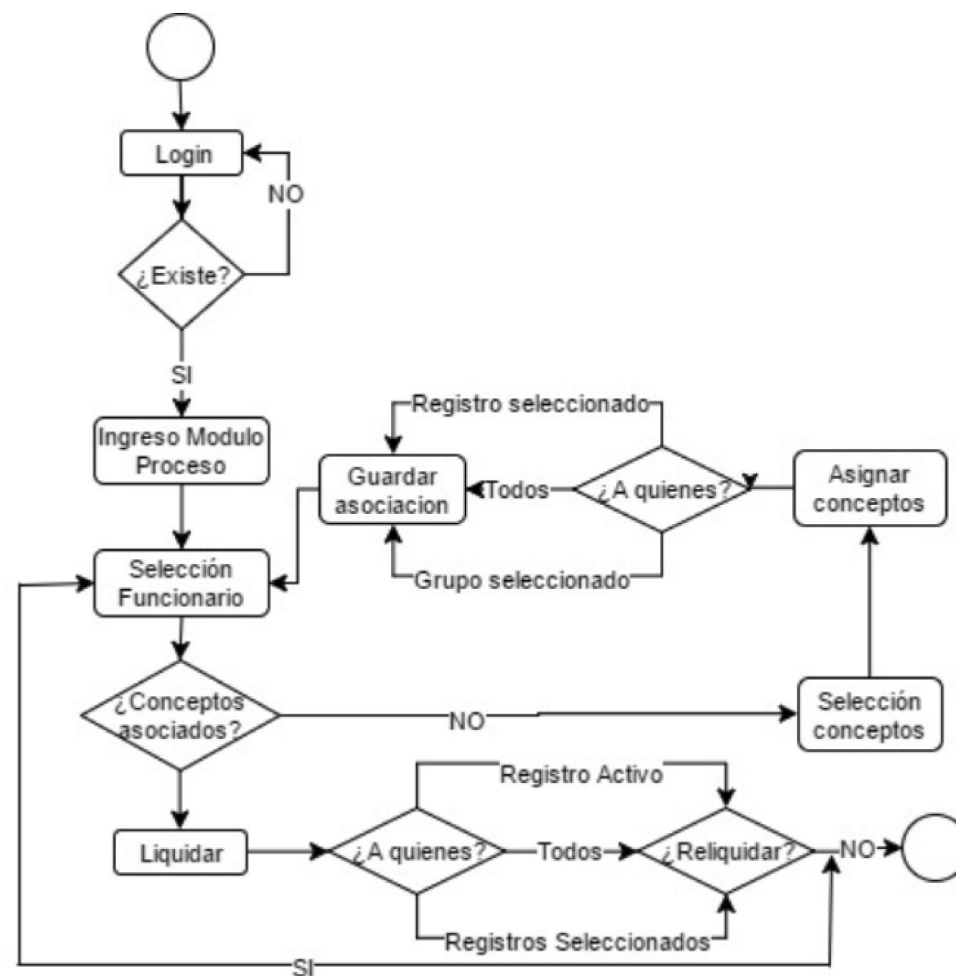 Login
NO
¿Existe?
SI
Ingreso Modulo
Proceso
Registro seleccionado
Guardar
asociacion
Todos
¿A quienes?
Asignar
conceptos
Grupo seleccionado
Selección
Funcionario
¿Conceptos
asociados?
NO
Selección
conceptos
Registro Activo
Liquidar
¿A quienes?
Todos
¿Reliquidar?
NO
Registros Seleccionados
SI